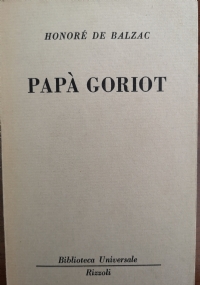 HONORÉ DE BALZAC
PAPÀ GORIOT
Biblioteca Universale
Rizzoli